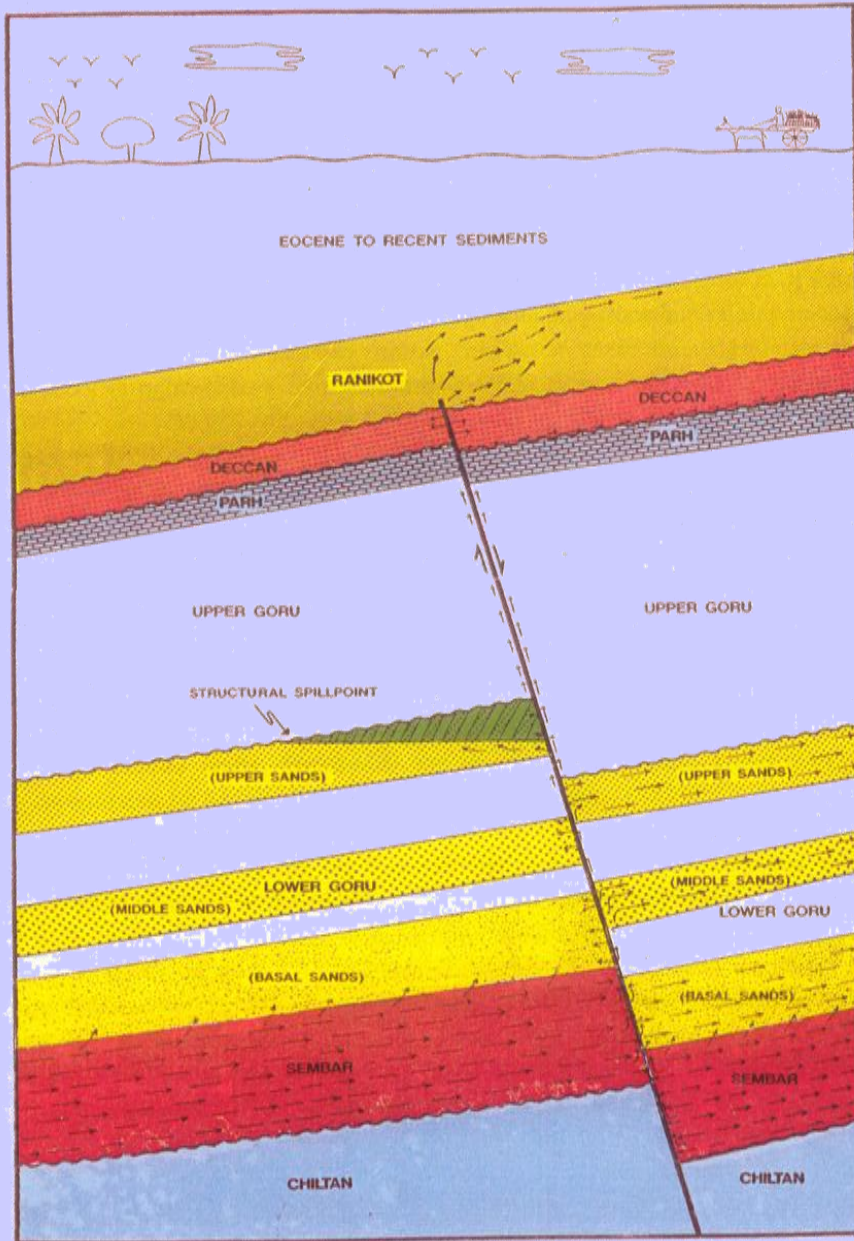 EOCENE TO RECENT SEDIMENTS
RANIKOT
DECCAN
PARH
DECCAN
PARH
UPPER GORU
UPPER GORU
STRUCTURAL SPILLPOINT
(UPPER SANDS)
(UPPER SANDS)
LOWER GORU
(MIDDLE SANDS)
(MIDDLE SANDS)
LOWER GORU
(BASAL SANDS)
(BASAL SANDS)
SEMBAR
SEMBAR
CHILTAN
CHILTAN